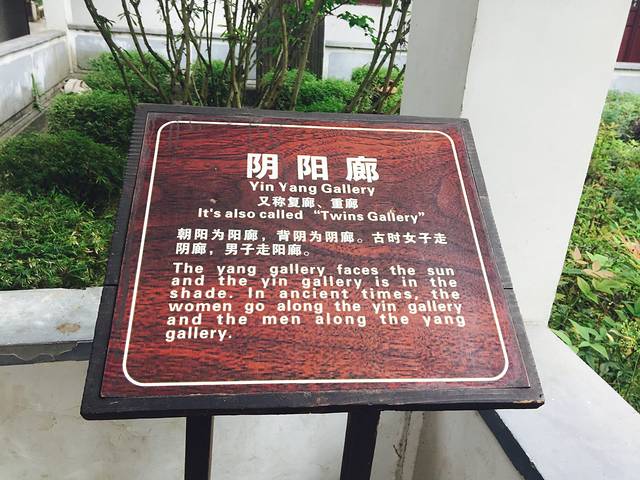 阴阳廊
Yin Yang Gallery
又称复廊、重廊
It's also called “Twins Gallery”
朝阳为阳廊，背阴为阴廊。古时女子走
阴廊，男子走阳廊。
The yang gallery faces the sun
and the yin gallery is in the
shade. In ancient times, the
women go along the yin gallery
and the men along the yang
gallery.